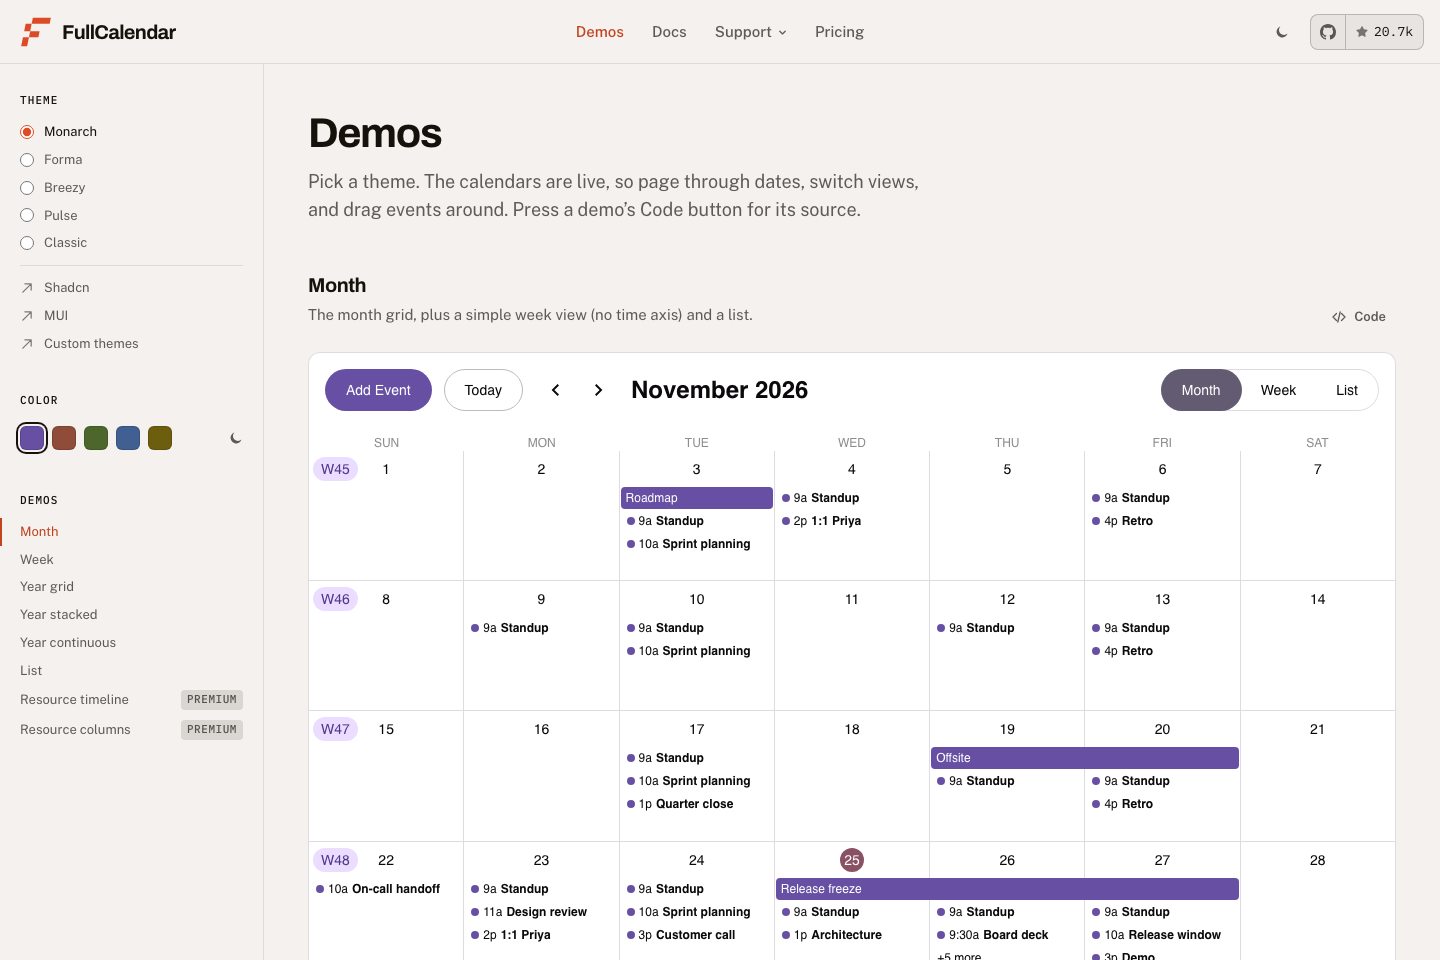 FullCalendar
Demos
Docs
Support
Pricing
20.7k
THEME
Monarch
Forma
Breezy
Pulse
Classic
Shadcn
MUI
Custom themes
COLOR
DEMOS
Month
Week
Year grid
Year stacked
Year continuous
List
Resource timeline PREMIUM
Resource columns PREMIUM
Demos
Pick a theme. The calendars are live, so page through dates, switch views,
and drag events around. Press a demo’s Code button for its source.
Month
The month grid, plus a simple week view (no time axis) and a list.
Code
Add Event
Today
November 2026
Month
Week
List
SUN MON TUE WED THU FRI SAT
W45 1 2 3 4 5 6 7
Roadmap
9a Standup
10a Sprint planning
9a Standup
2p 1:1 Priya
9a Standup
4p Retro
W46 8 9 10 11 12 13 14
9a Standup
9a Standup
10a Sprint planning
9a Standup
9a Standup
4p Retro
W47 15 16 17 18 19 20 21
9a Standup
10a Sprint planning
1p Quarter close
Offsite
9a Standup
9a Standup
4p Retro
W48 22 23 24 25 26 27 28
10a On-call handoff
9a Standup
11a Design review
2p 1:1 Priya
9a Standup
10a Sprint planning
3p Customer call
Release freeze
9a Standup
1p Architecture
9a Standup
9:30a Board deck
+5 more
9a Standup
10a Release window
3p Demo